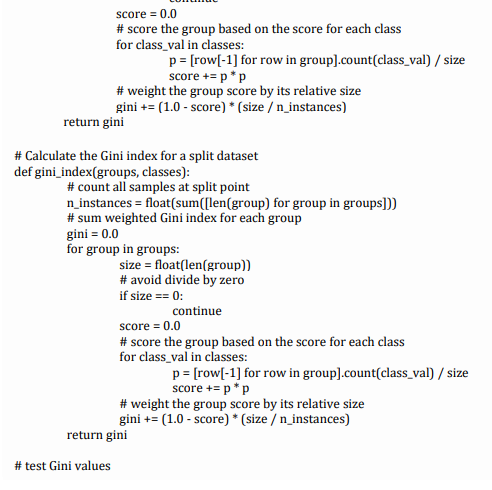 continue
score = 0.0
# score the group based on the score for each class
for class_val in classes:
p = [row[-1] for row in group].count(class_val) / size
score += p * p
# weight the group score by its relative size
gini += (1.0 - score) * (size / n_instances)
return gini
# Calculate the Gini index for a split dataset
def gini_index(groups, classes):
# count all samples at split point
n_instances = float(sum([len(group) for group in groups]))
# sum weighted Gini index for each group
gini = 0.0
for group in groups:
size = float(len(group))
# avoid divide by zero
if size == 0:
continue
score = 0.0
# score the group based on the score for each class
for class_val in classes:
p = [row[-1] for row in group].count(class_val) / size
score += p * p
# weight the group score by its relative size
gini += (1.0 - score) * (size / n_instances)
return gini
# test Gini values